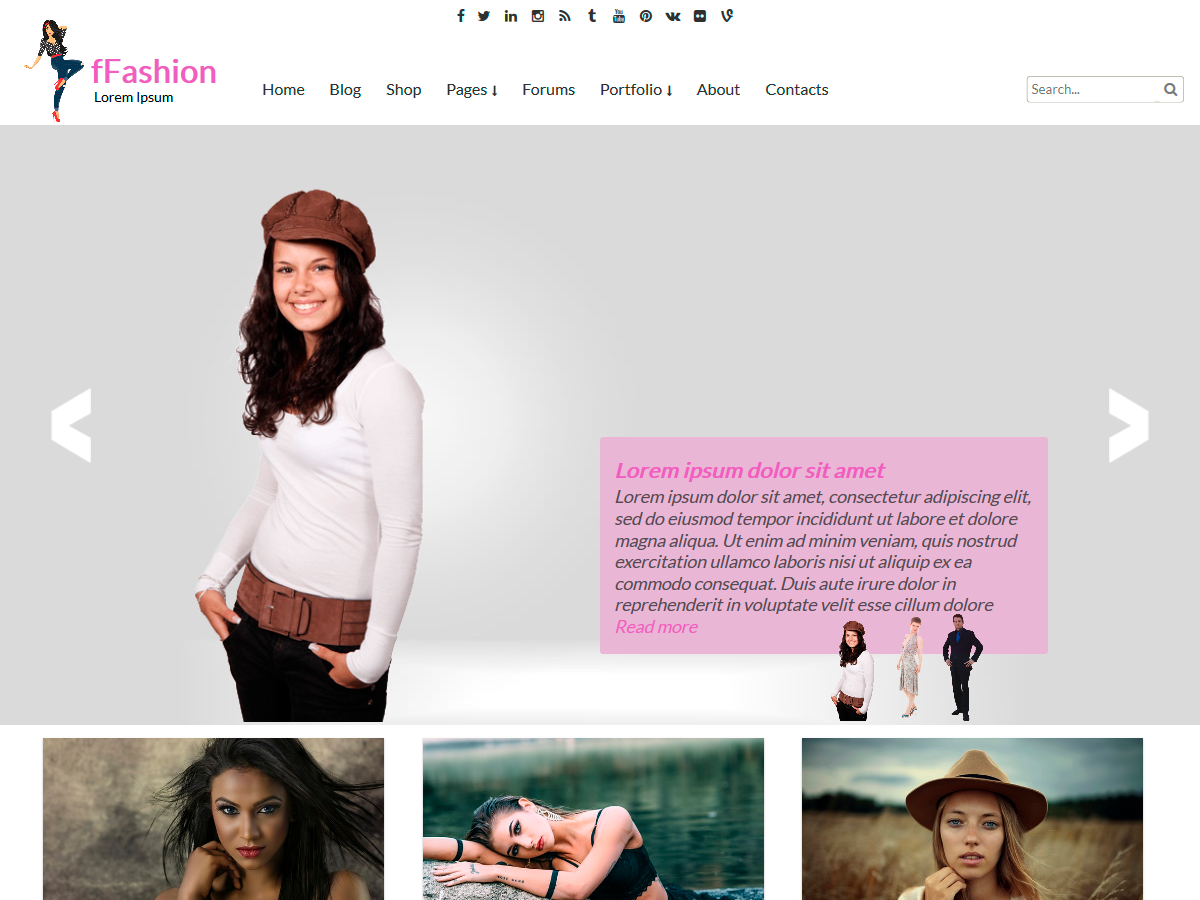 fFashion
Lorem Ipsum
Home Blog Shop Pages Forums Portfolio About Contacts
Search...
Lorem ipsum dolor sit amet
Lorem ipsum dolor sit amet, consectetur adipiscing elit,
sed do eiusmod tempor incididunt ut labore et dolore
magna aliqua. Ut enim ad minim veniam, quis nostrud
exercitation ullamco laboris nisi ut aliquip ex ea
commodo consequat. Duis aute irure dolor in
reprehenderit in voluptate velit esse cillum dolore
Read more